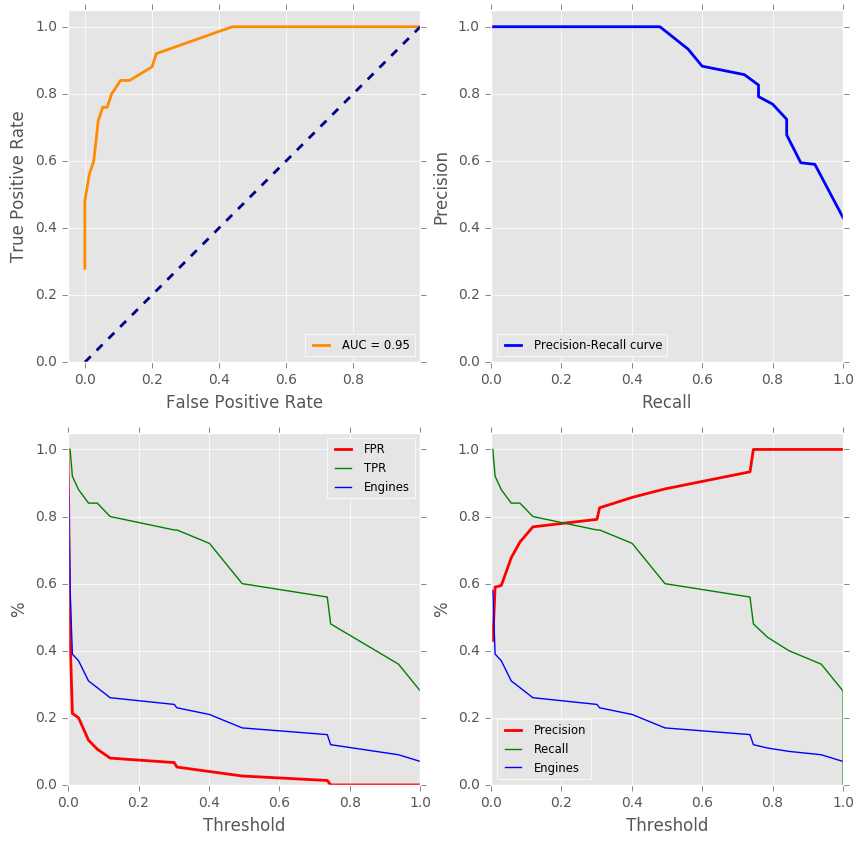 1.0
0.8
0.6
0.4
0.2
0.0
True Positive Rate
0.0 0.2 0.4 0.6 0.8
False Positive Rate
AUC = 0.95
1.0
0.8
0.6
0.4
0.2
0.0
Precision
0.0 0.2 0.4 0.6 0.8 1.0
Recall
Precision-Recall curve
1.0
0.8
0.6
0.4
0.2
0.0
%
0.0 0.2 0.4 0.6 0.8 1.0
Threshold
FPR
TPR
Engines
1.0
0.8
0.6
0.4
0.2
0.0
%
0.0 0.2 0.4 0.6 0.8 1.0
Threshold
Precision
Recall
Engines